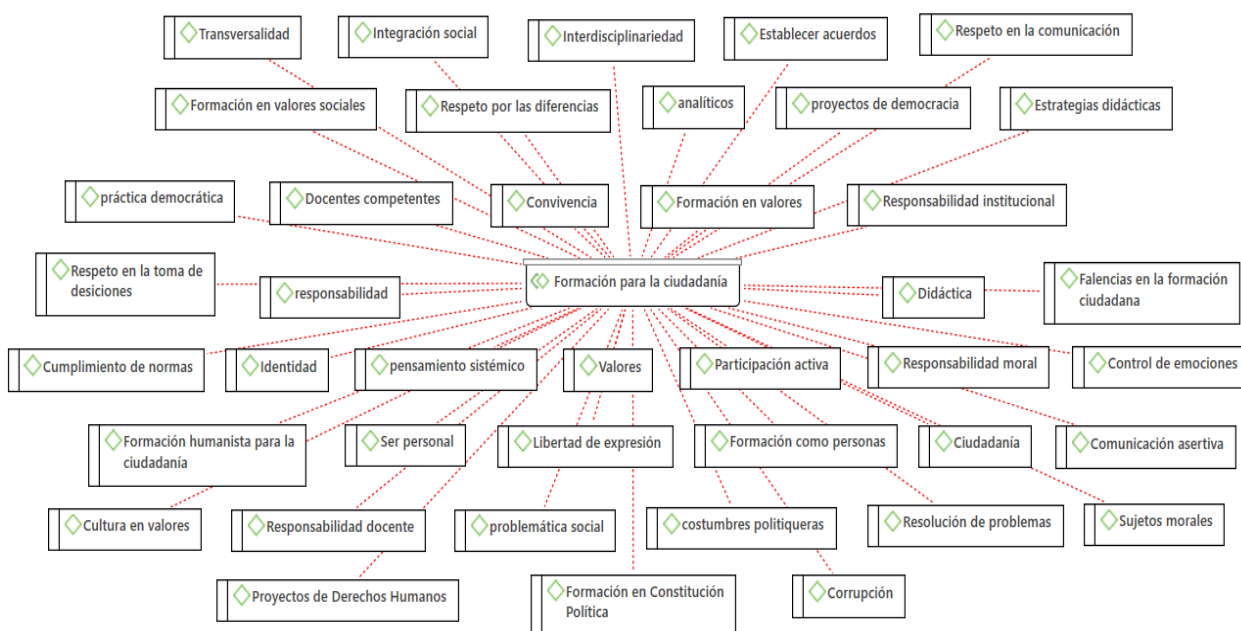 Transversalidad
Integración social
Interdisciplinariedad
Establecer acuerdos
Respeto en la comunicación
Formación en valores sociales
Respeto por las diferencias
analíticos
proyectos de democracia
Estrategias didácticas
práctica democrática
Docentes competentes
Convivencia
Formación en valores
Responsabilidad institucional
Formación para la ciudadanía
Respeto en la toma de
desiciones
responsabilidad
Didáctica
Falencias en la formación
ciudadana
Cumplimiento de normas
Identidad
pensamiento sistémico
Valores
Participación activa
Responsabilidad moral
Control de emociones
Formación humanista para la
ciudadanía
Ser personal
Libertad de expresión
Formación como personas
Ciudadanía
Comunicación asertiva
Cultura en valores
Responsabilidad docente
problemática social
costumbres politiqueras
Resolución de problemas
Sujetos morales
Proyectos de Derechos Humanos
Formación en Constitución
Política
Corrupción